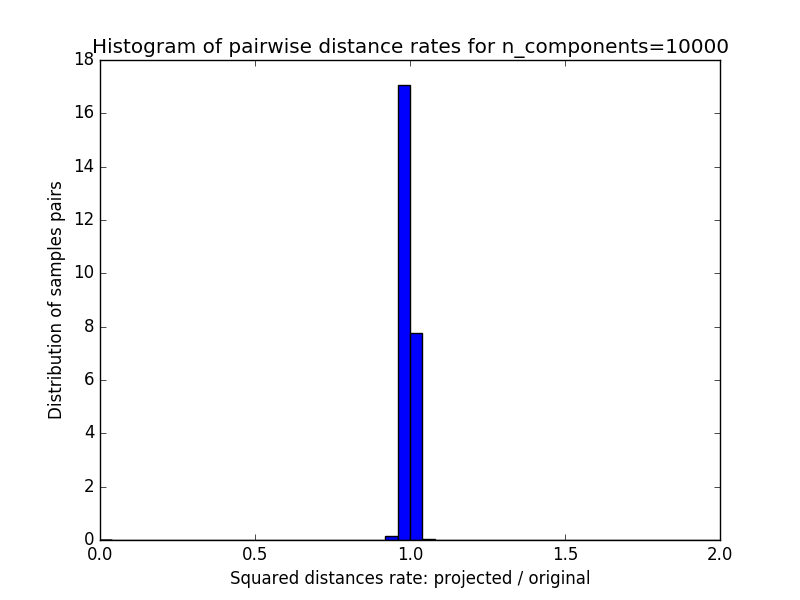 Histogram of pairwise distance rates for n_components=10000
18
16
14
12
10
8
6
4
2
0
Distribution of samples pairs
0.0 0.5 1.0 1.5 2.0
Squared distances rate: projected / original